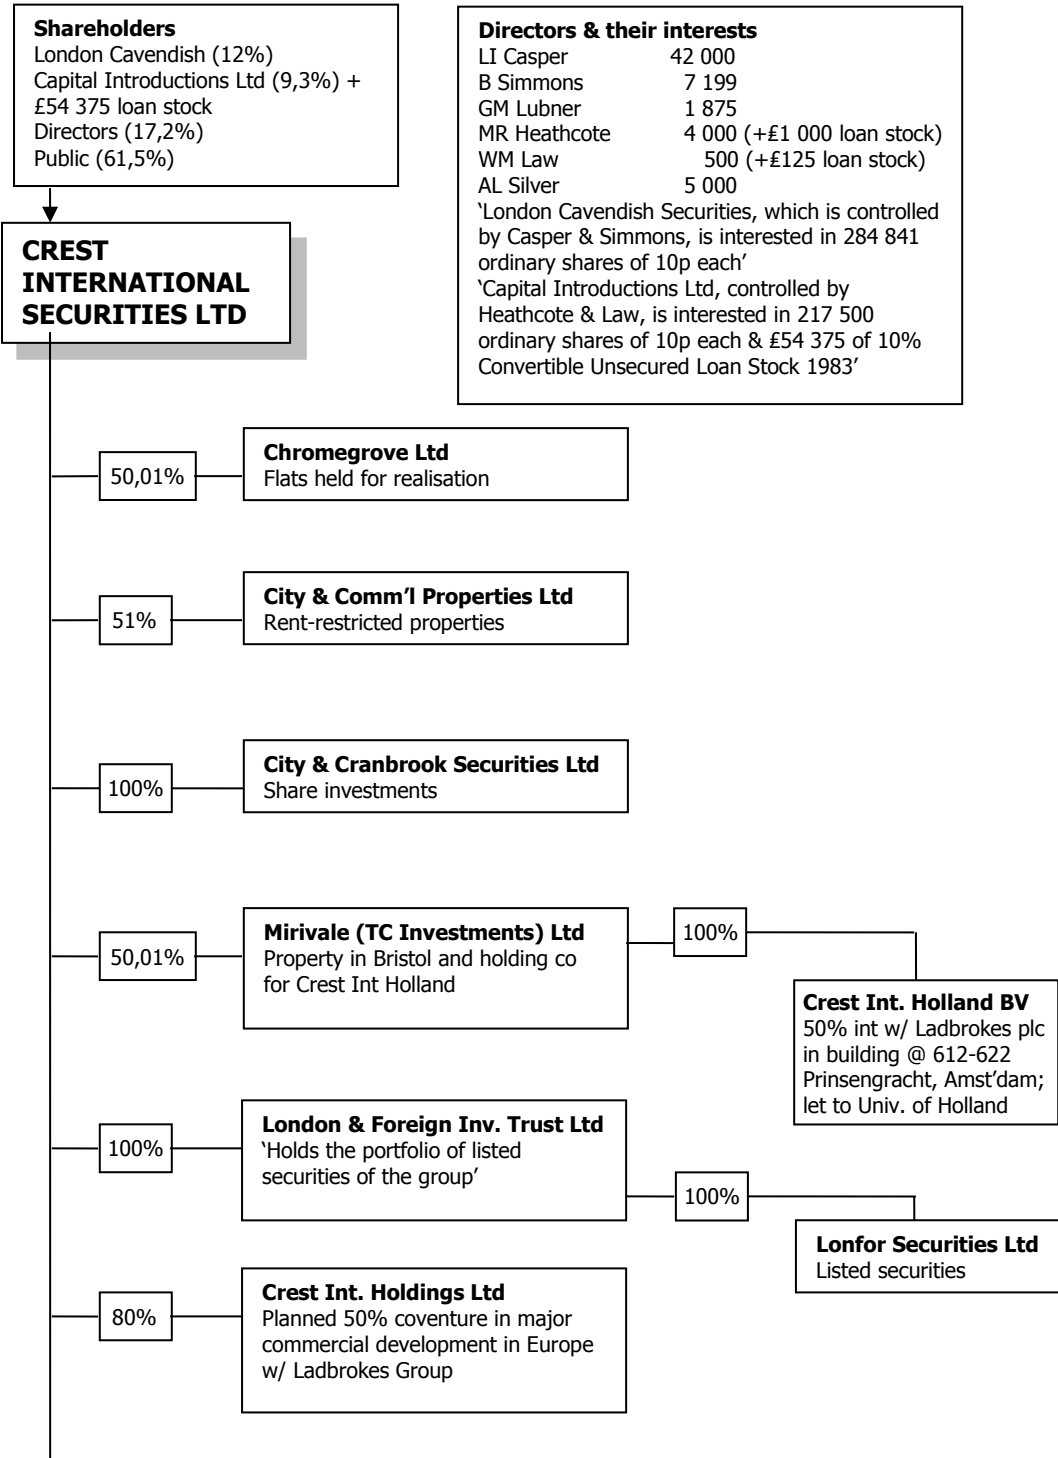 Shareholders
London Cavendish (12%)
Capital Introductions Ltd (9,3%) +
£54 375 loan stock
Directors (17,2%)
Public (61,5%)
Directors & their interests
LI Casper 42 000
B Simmons 7 199
GM Lubner 1 875
MR Heathcote 4 000 (+£1 000 loan stock)
WM Law 500 (+£125 loan stock)
AL Silver 5 000
‘London Cavendish Securities, which is controlled
by Casper & Simmons, is interested in 284 841
ordinary shares of 10p each’
‘Capital Introductions Ltd, controlled by
Heathcote & Law, is interested in 217 500
ordinary shares of 10p each & £54 375 of 10%
Convertible Unsecured Loan Stock 1983’
CREST
INTERNATIONAL
SECURITIES LTD
50,01%
Chromegrove Ltd
Flats held for realisation
51%
City & Comm’l Properties Ltd
Rent-restricted properties
100%
City & Cranbrook Securities Ltd
Share investments
50,01%
Mirivale (TC Investments) Ltd
Property in Bristol and holding co
for Crest Int Holland
100%
Crest Int. Holland BV
50% int w/ Ladbrokes plc
in building @ 612-622
Prinsengracht, Amst’dam;
let to Univ. of Holland
100%
London & Foreign Inv. Trust Ltd
‘Holds the portfolio of listed
securities of the group’
100%
Lonfor Securities Ltd
Listed securities
80%
Crest Int. Holdings Ltd
Planned 50% coventure in major
commercial development in Europe
w/ Ladbrokes Group